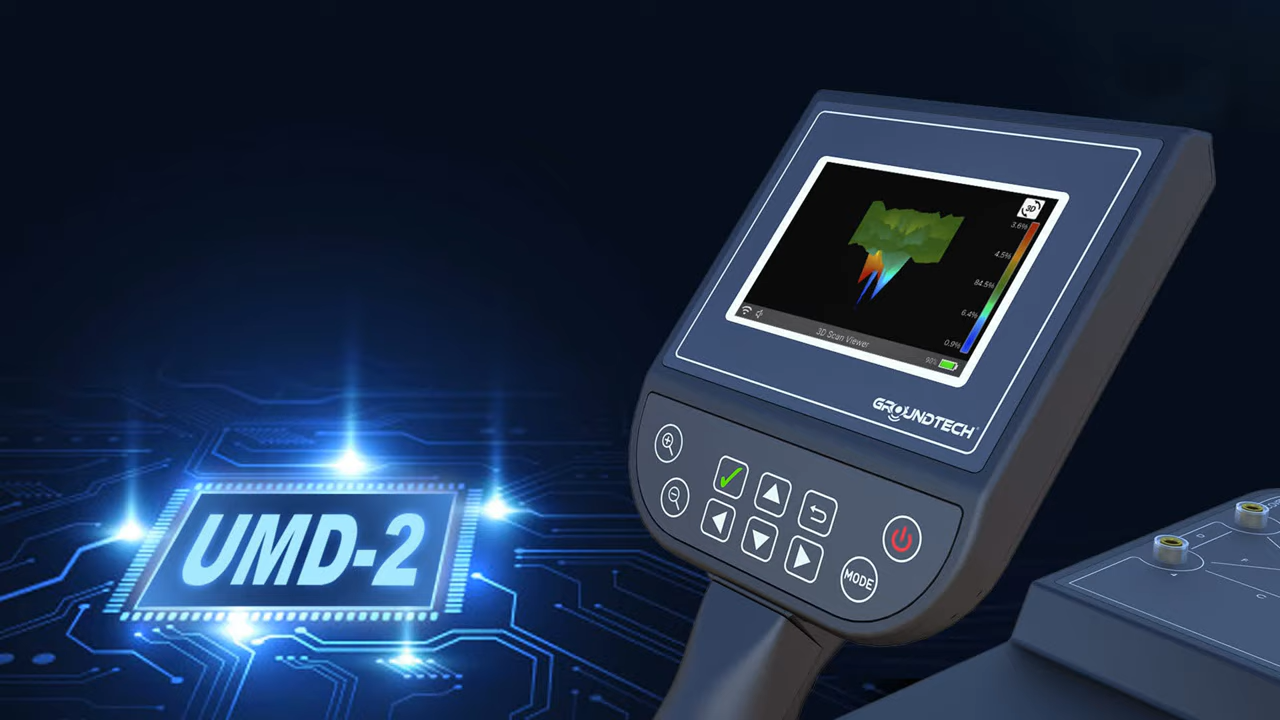 UMD-2
3D
3.6%
4.5%
84.5%
6.4%
0.9%
3D Scan Viewer
90%
GROUNDTECH
MODE
A
C